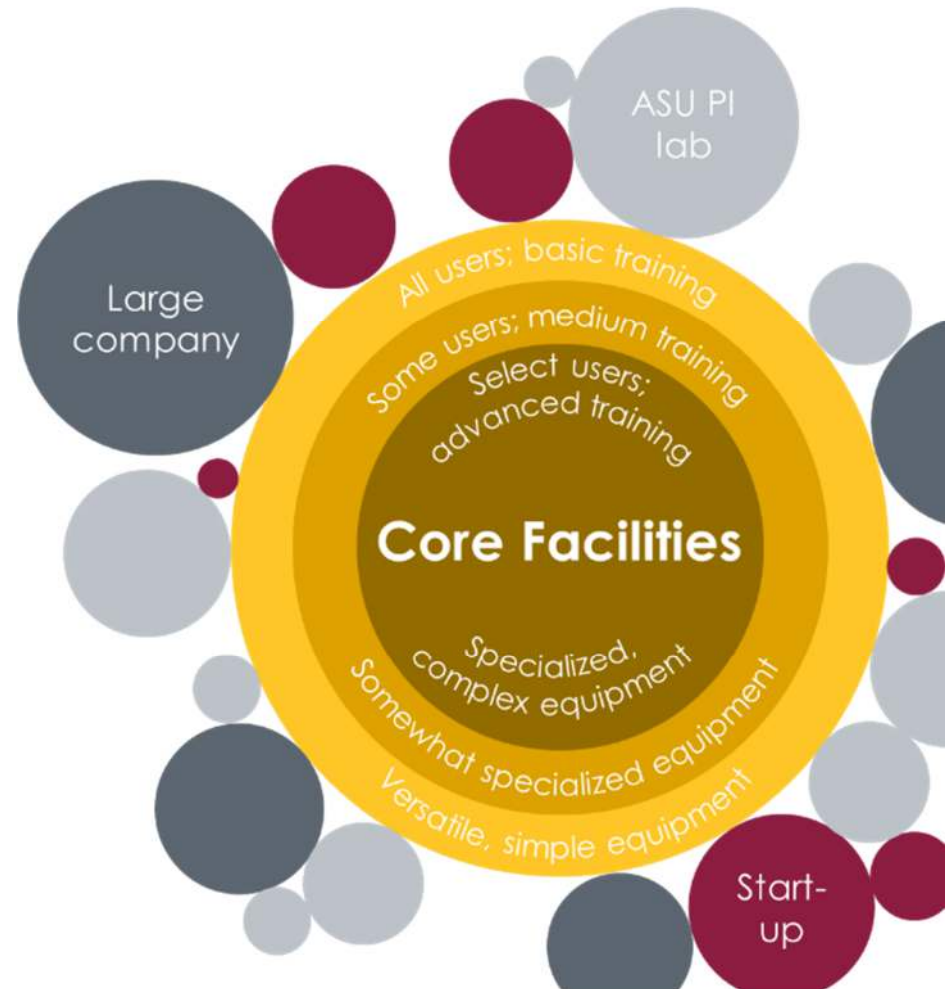 ASU PI
lab
Large
company
All users; basic training
Some users; medium training
Select users;
advanced training
Core Facilities
Specialized,
complex equipment
Somewhat specialized equipment
Versatile, simple equipment
Start-
up